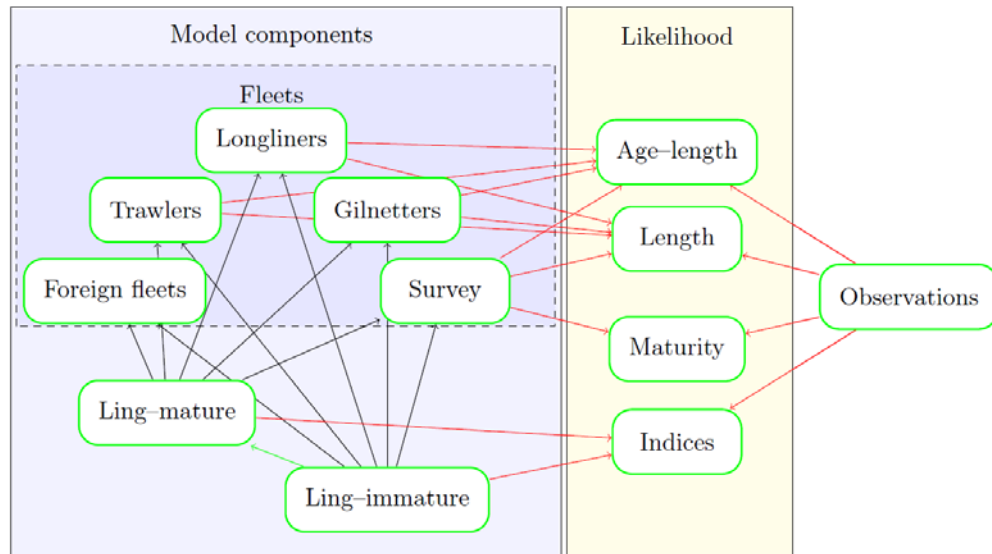 Model components
Likelihood
Fleets
Longliners
Age–length
Trawlers
Gilnetters
Length
Foreign fleets
Survey
Observations
Maturity
Ling–mature
Indices
Ling–immature